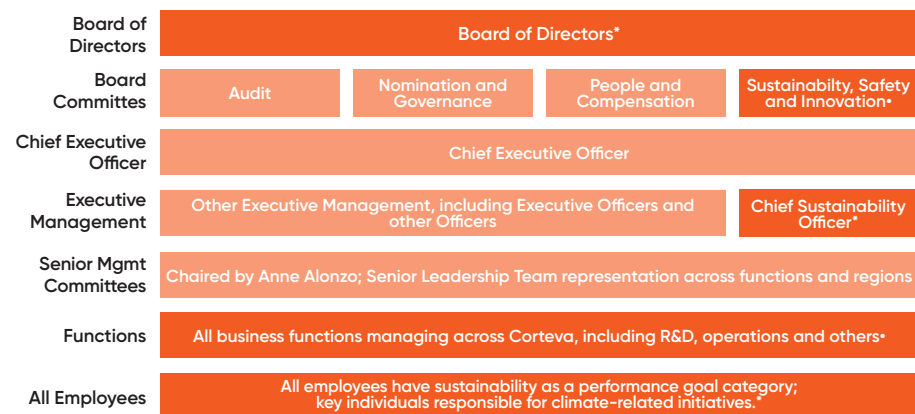 Board of
Directors
Board of Directors*
Board
Committes
Audit
Nomination and
Governance
People and
Compensation
Sustainabilty, Safety
and Innovation•
Chief Executive
Officer
Chief Executive Officer
Executive
Management
Other Executive Management, including Executive Officers and
other Officers
Chief Sustainability
Officer*
Senior Mgmt
Committees
Chaired by Anne Alonzo; Senior Leadership Team representation across functions and regions
Functions
All business functions managing across Corteva, including R&D, operations and others•
All Employees
All employees have sustainability as a performance goal category;
key individuals responsible for climate-related initiatives.*